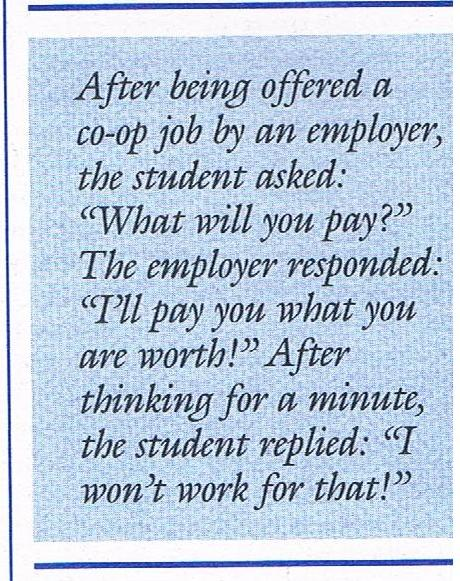 After being offered a
co-op job by an employer,
the student asked:
“What will you pay?”
The employer responded:
“I’ll pay you what you
are worth!” After
thinking for a minute,
the student replied: “I
won’t work for that!”